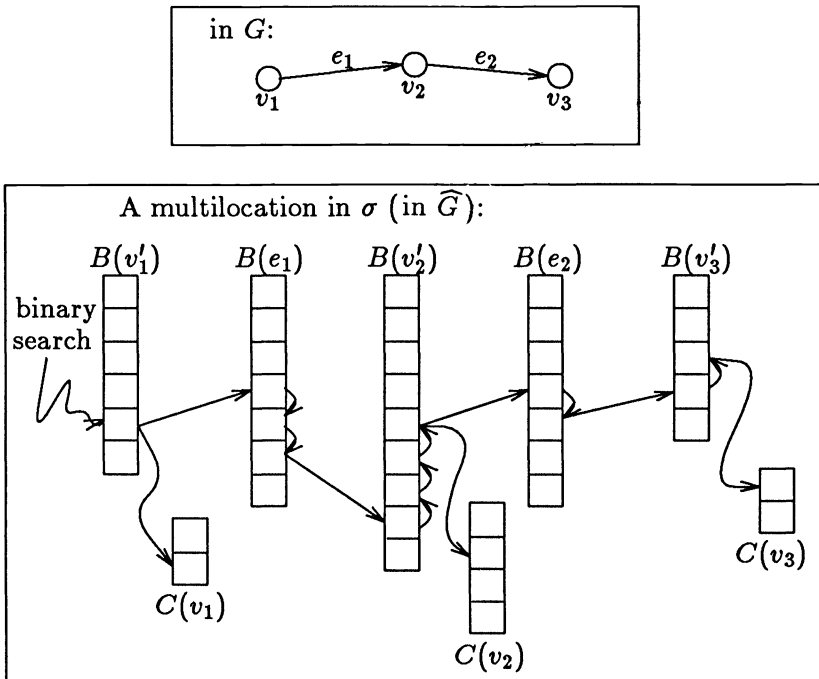 in G:
e₁ e₂
v₁ v₂ v₃
A multilocation in σ (in Ĝ):
B(v′₁) B(e₁) B(v′₂) B(e₂) B(v′₃)
binary
search
C(v₃)
C(v₁)
C(v₂)